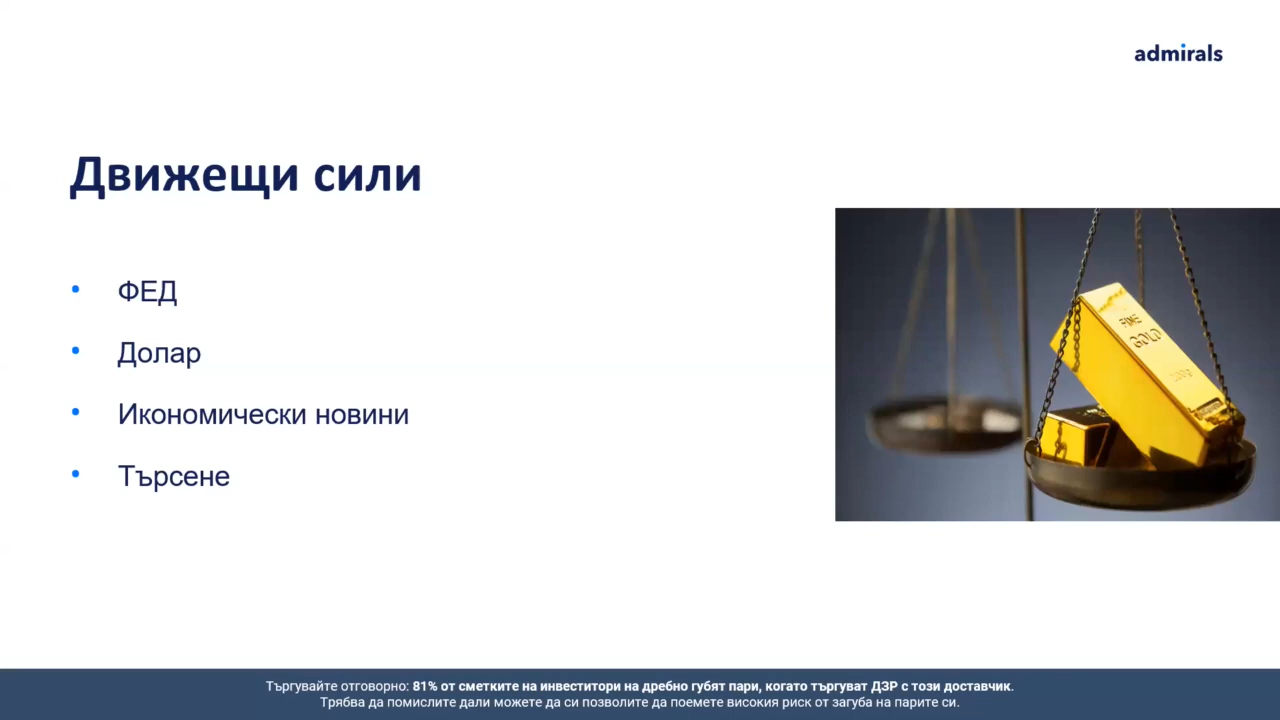 admirals
Движещи сили
• ФЕД
• Долар
• Икономически новини
• Търсене
FINE
GOLD
Търгувайте отговорно: 81% от сметките на инвеститори на дребно губят пари, когато търгуват ДЗР с този доставчик.
Трябва да помислите дали можете да си позволите да поемете високия риск от загуба на парите си.